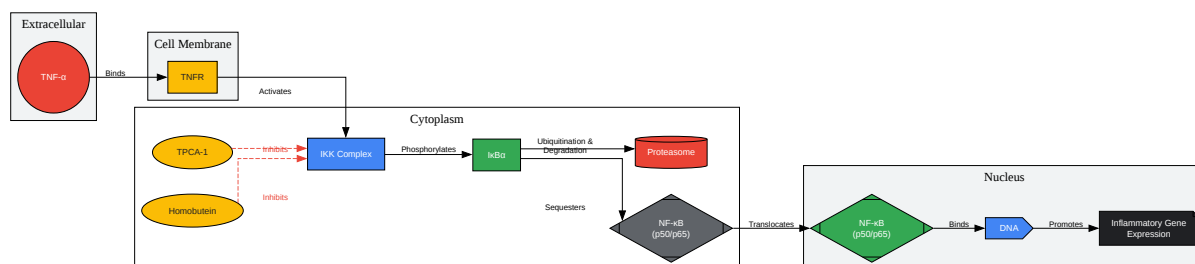 Extracellular
TNF-α
Binds
Cell Membrane
TNFR
Activates
Cytoplasm
TPCA-1
Inhibits
IKK Complex
Phosphorylates
IκBα
Ubiquitination &
Degradation
Proteasome
Homobutein
Inhibits
Sequesters
NF-κB
(p50/p65)
Translocates
Nucleus
NF-κB
(p50/p65)
Binds
DNA
Promotes
Inflammatory Gene
Expression